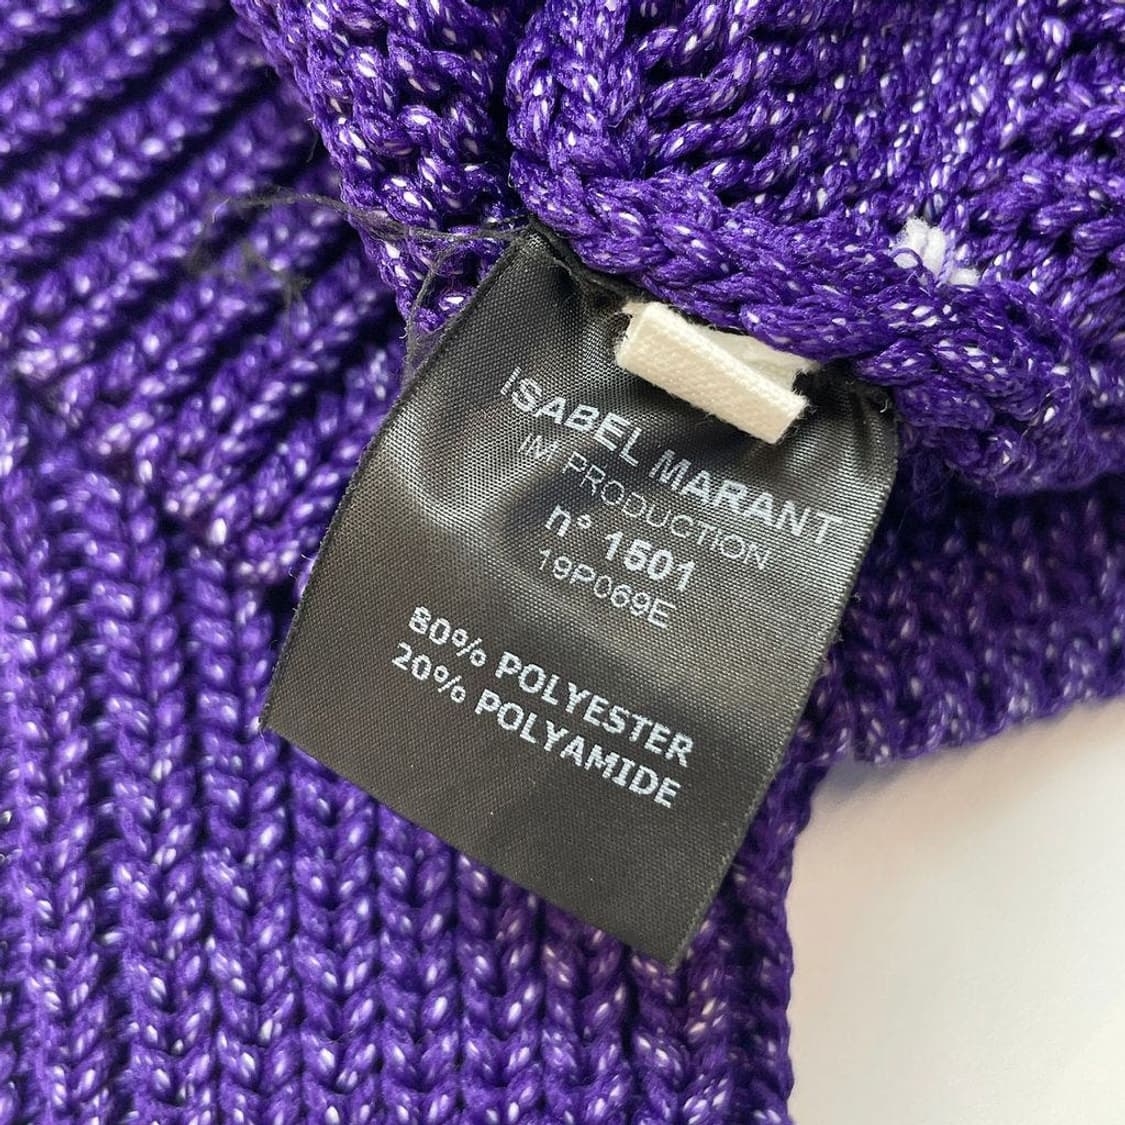 ISABEL MARANT
IM PRODUCTION
n° 1501
19P069E
80% POLYESTER
20% POLYAMIDE